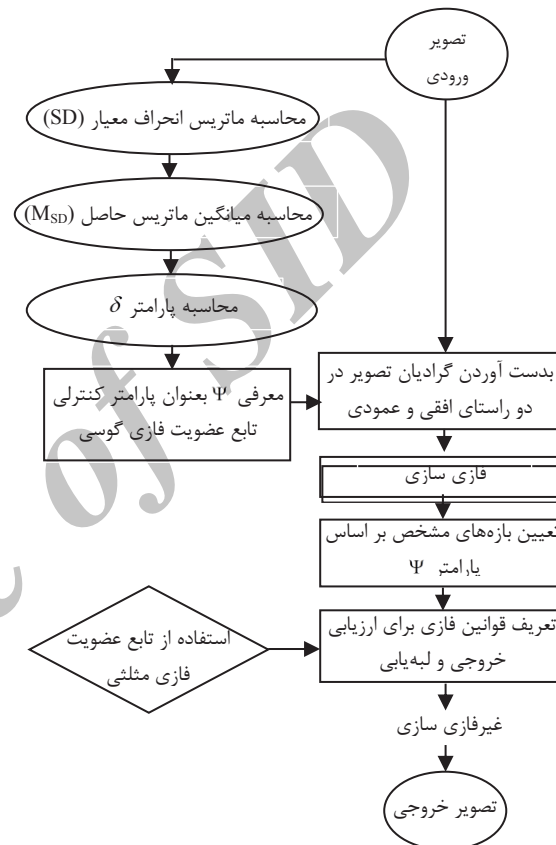 تصویر
ورودی
محاسبه ماتریس انحراف معیار (SD)
محاسبه میانگین ماتریس حاصل (M_SD)
محاسبه پارامتر δ
معرفی Ψ بعنوان پارامتر کنترلی
تابع عضویت فازی گوسی
بدست آوردن گرادیان تصویر در
دو راستای افقی و عمودی
فازی سازی
تعیین بازه‌های مشخص بر اساس
پارامتر Ψ
تعریف قوانین فازی برای ارزیابی
خروجی و لبه‌یابی
استفاده از تابع عضویت
فازی مثلثی
غیرفازی سازی
تصویر خروجی
of SID